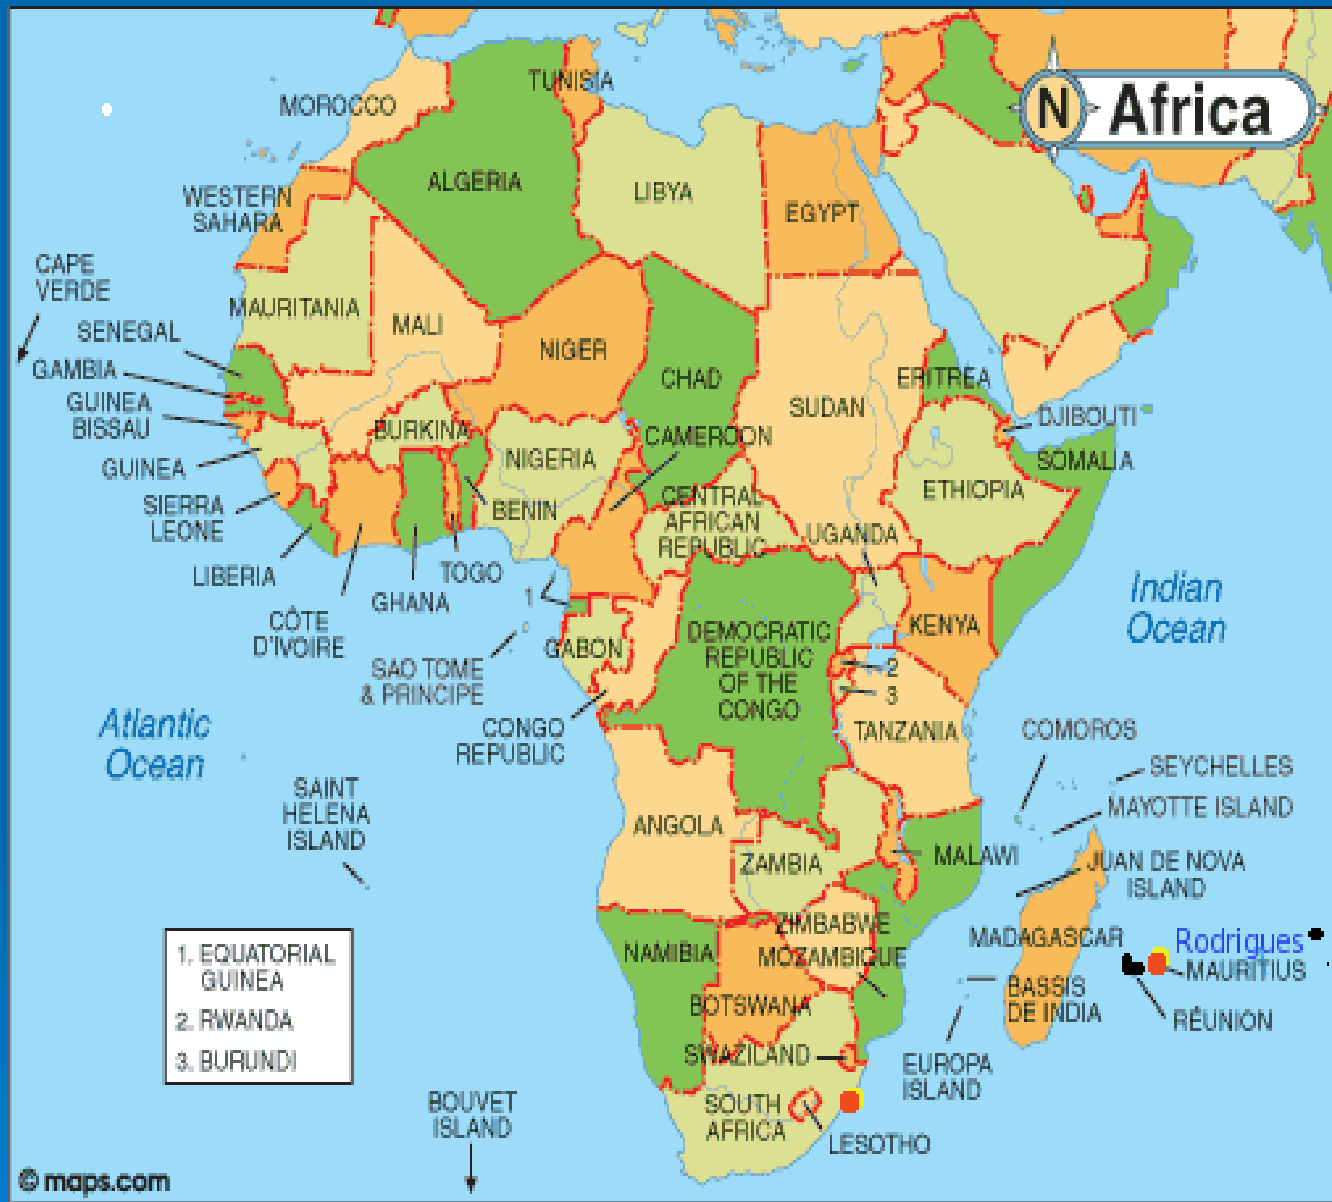 N Africa
TUNISIA
MOROCCO
ALGERIA
LIBYA
EGYPT
WESTERN
SAHARA
CAPE
VERDE
MAURITANIA
MALI
NIGER
CHAD
SUDAN
ERITREA
SENEGAL
GAMBIA
GUINEA
BISSAU
GUINEA
SIERRA
LEONE
LIBERIA
CÔTE
D'IVOIRE
GHANA
TOGO
BENIN
BURKINA
NIGERIA
CAMEROON
CENTRAL
AFRICAN
REPUBLIC
DJIBOUTI
SOMALIA
ETHIOPIA
UGANDA
KENYA
Indian
Ocean
1
GABON
SAO TOME
& PRINCIPE
CONGO
REPUBLIC
DEMOCRATIC
REPUBLIC
OF THE
CONGO
2
3
TANZANIA
Atlantic
Ocean
SAINT
HELENA
ISLAND
COMOROS
SEYCHELLES
MAYOTTE ISLAND
JUAN DE NOVA
ISLAND
ANGOLA
ZAMBIA
MALAWI
ZIMBABWE
MOZAMBIQUE
NAMIBIA
BOTSWANA
MADAGASCAR
Rodrigues
MAURITIUS
RÉUNION
BASSIS
DE INDIA
EUROPA
ISLAND
SWAZILAND
SOUTH
AFRICA
LESOTHO
BOUVET
ISLAND
1. EQUATORIAL
GUINEA
2. RWANDA
3. BURUNDI
© maps.com